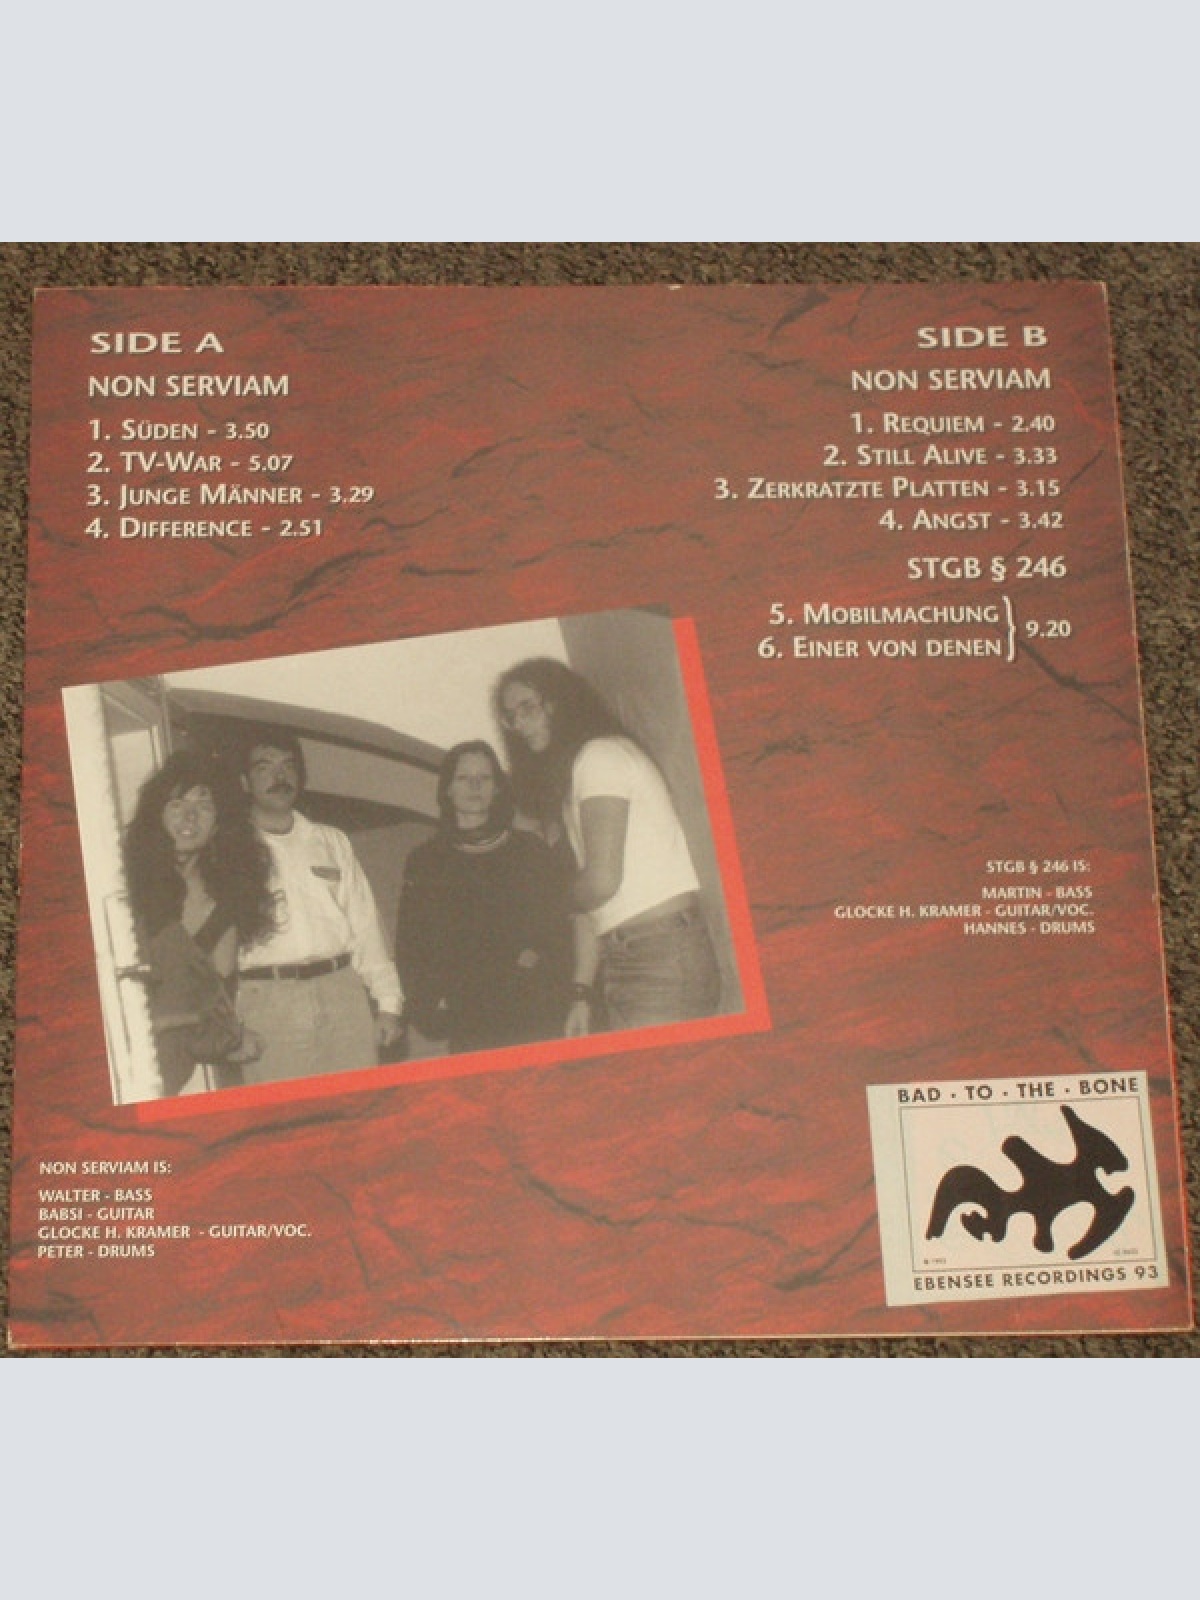 SIDE A
NON SERVIAM
1. SÜDEN - 3.50
2. TV-WAR - 5.07
3. JUNGE MÄNNER - 3.29
4. DIFFERENCE - 2.51
SIDE B
NON SERVIAM
1. REQUIEM - 2.40
2. STILL ALIVE - 3.33
3. ZERKRATZTE PLATTEN - 3.15
4. ANGST - 3.42
STGB § 246
5. MOBILMACHUNG
6. EINER VON DENEN
9.20
STGB § 246 IS:
MARTIN - BASS
GLOCKE H. KRAMER - GUITAR/VOC.
HANNES - DRUMS
NON SERVIAM IS:
WALTER - BASS
BABSI - GUITAR
GLOCKE H. KRAMER - GUITAR/VOC.
PETER - DRUMS
BAD · TO · THE · BONE
EBENSEE RECORDINGS 93